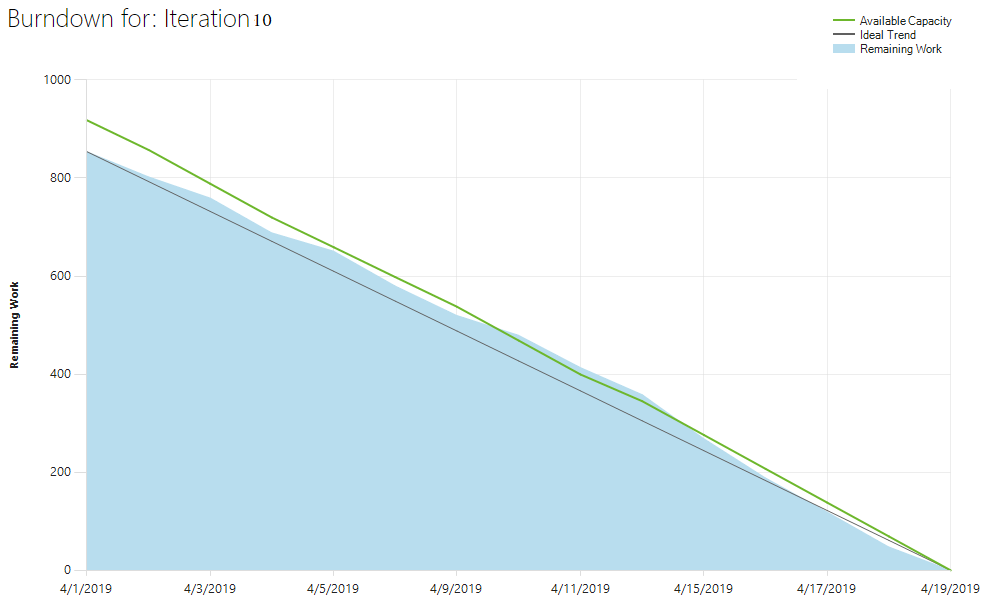 Burndown for: Iteration10
Available Capacity
Ideal Trend
Remaining Work
1000
800
600
400
200
0
Remaining Work
4/1/2019 4/3/2019 4/5/2019 4/9/2019 4/11/2019 4/15/2019 4/17/2019 4/19/2019